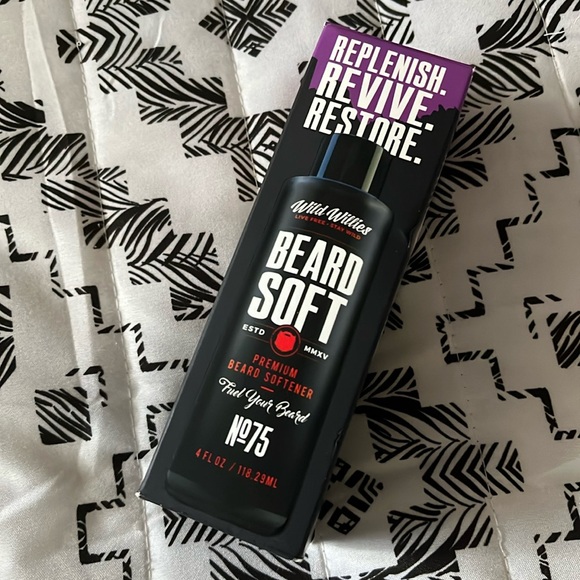 REPLENISH.
REVIVE.
RESTORE.
Wild Willies
LIVE FREE • STAY WILD
BEARD
SOFT
ESTD MMXV
PREMIUM
BEARD SOFTENER
Fuel Your Beard
Nº75
4 FL OZ / 118.29ML